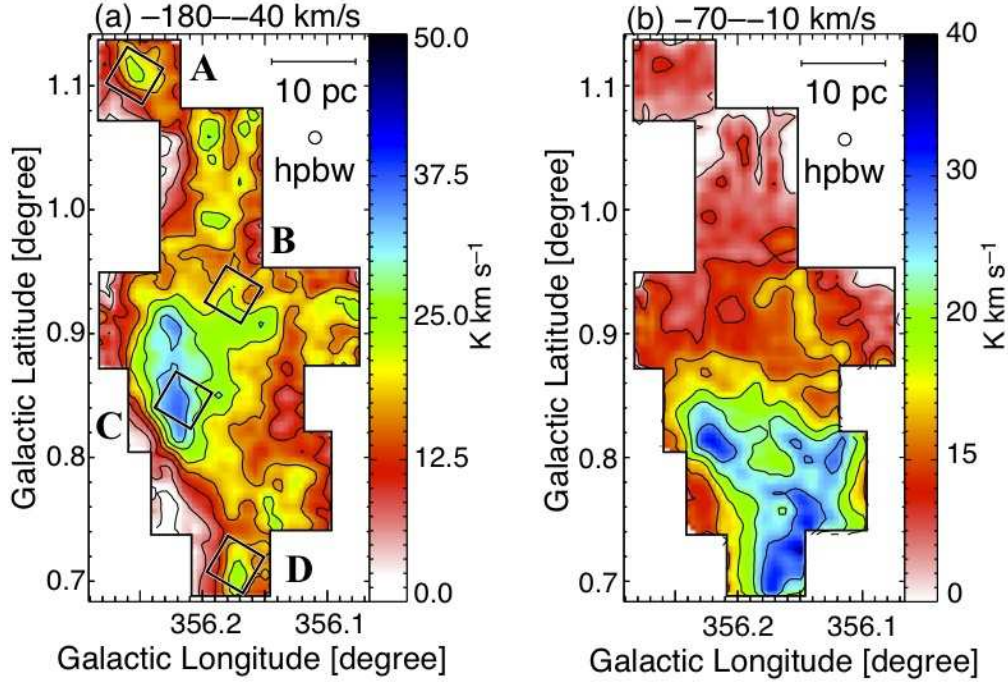 (a) −180−−40 km/s
A
10 pc
hpbw
B
C
D
1.1
1.0
0.9
0.8
0.7
356.2
356.1
Galactic Longitude [degree]
Galactic Latitude [degree]
50.0
37.5
25.0
12.5
0.0
K km s⁻¹
(b) −70−−10 km/s
10 pc
hpbw
1.1
1.0
0.9
0.8
0.7
356.2
356.1
Galactic Longitude [degree]
Galactic Latitude [degree]
40
30
20
15
0
K km s⁻¹